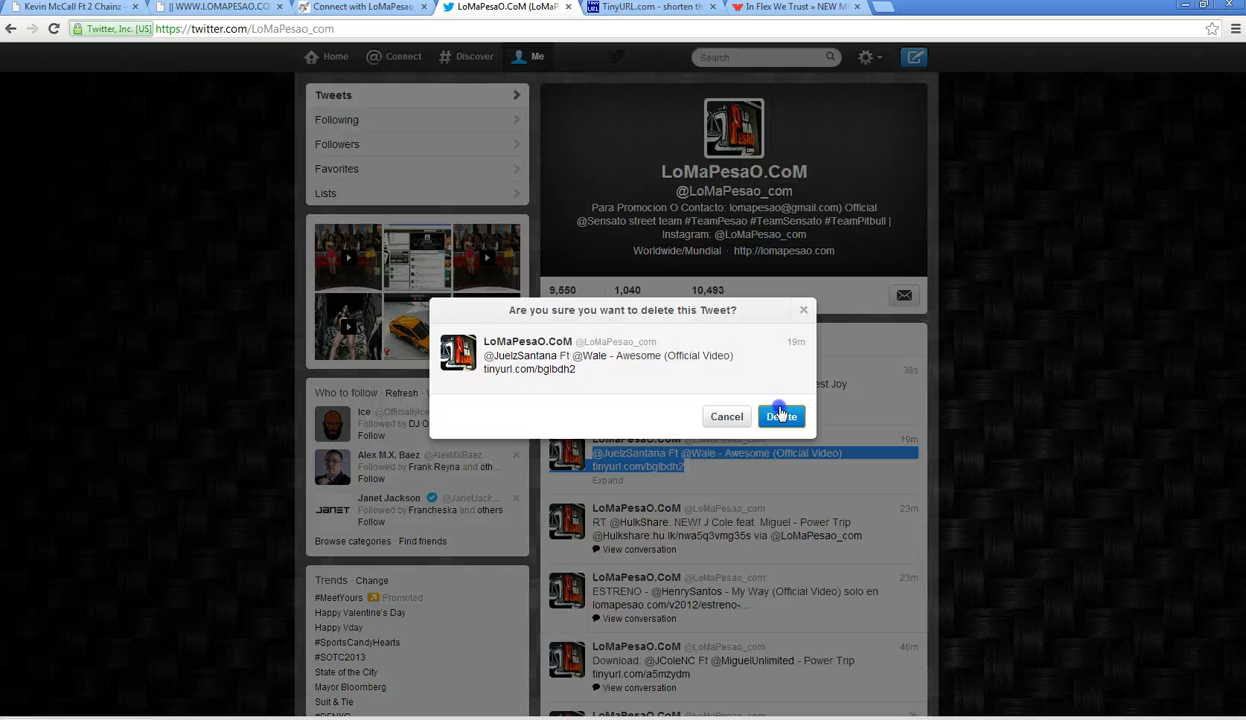 Kevin McCall Ft 2 Chainz -
|| WWW.LOMAPESAO.CO
Connect with LoMaPesao
LoMaPesaO.CoM (LoMaP
TinyURL.com - shorten th
In Flex We Trust » NEW M
Twitter, Inc. [US]
https://twitter.com/LoMaPesao_com
Home
@ Connect
# Discover
Me
Search
Tweets
Following
Followers
Favorites
Lists
LoMaPesaO.CoM
@LoMaPesao_com
Para Promocion O Contacto: lomapesao@gmail.com) Official
@Sensato street team #TeamPesao #TeamSensato #TeamPitbull |
Instagram: @LoMaPesao_com
Worldwide/Mundial · http://lomapesao.com
9,550
1,040
10,493
Are you sure you want to delete this Tweet?
LoMaPesaO.CoM @LoMaPesao_com
19m
@JuelzSantana Ft @Wale - Awesome (Official Video)
tinyurl.com/bglbdh2
Cancel
Delete
38s
est Joy
Who to follow · Refresh ·
Ice @OfficiallyIce
Followed by DJ O
Follow
Alex M.X. Baez @AlexMXBaez
Followed by Frank Reyna and oth...
Follow
Janet Jackson @JanetJack...
Followed by Francheska and others
Follow
Browse categories · Find friends
Trends · Change
#MeetYours Promoted
Happy Valentine's Day
Happy Vday
#SportsCandyHearts
#SOTC2013
State of the City
Mayor Bloomberg
Suit & Tie
LoMaPesaO.CoM @LoMaPesao_com
19m
@JuelzSantana Ft @Wale - Awesome (Official Video)
tinyurl.com/bglbdh2
Expand
LoMaPesaO.CoM @LoMaPesao_com
23m
RT @HulkShare: NEW! J Cole feat. Miguel - Power Trip
@Hulkshare:hu.lk/nwa5q3vmg35s via @LoMaPesao_com
View conversation
LoMaPesaO.CoM @LoMaPesao_com
23m
ESTRENO - @HenrySantos - My Way (Official Video) solo en
lomapesao.com/v2012/estreno-...
View conversation
LoMaPesaO.CoM @LoMaPesao_com
46m
Download: @JColeNC Ft @MiguelUnlimited - Power Trip
tinyurl.com/a5mzydm
View conversation